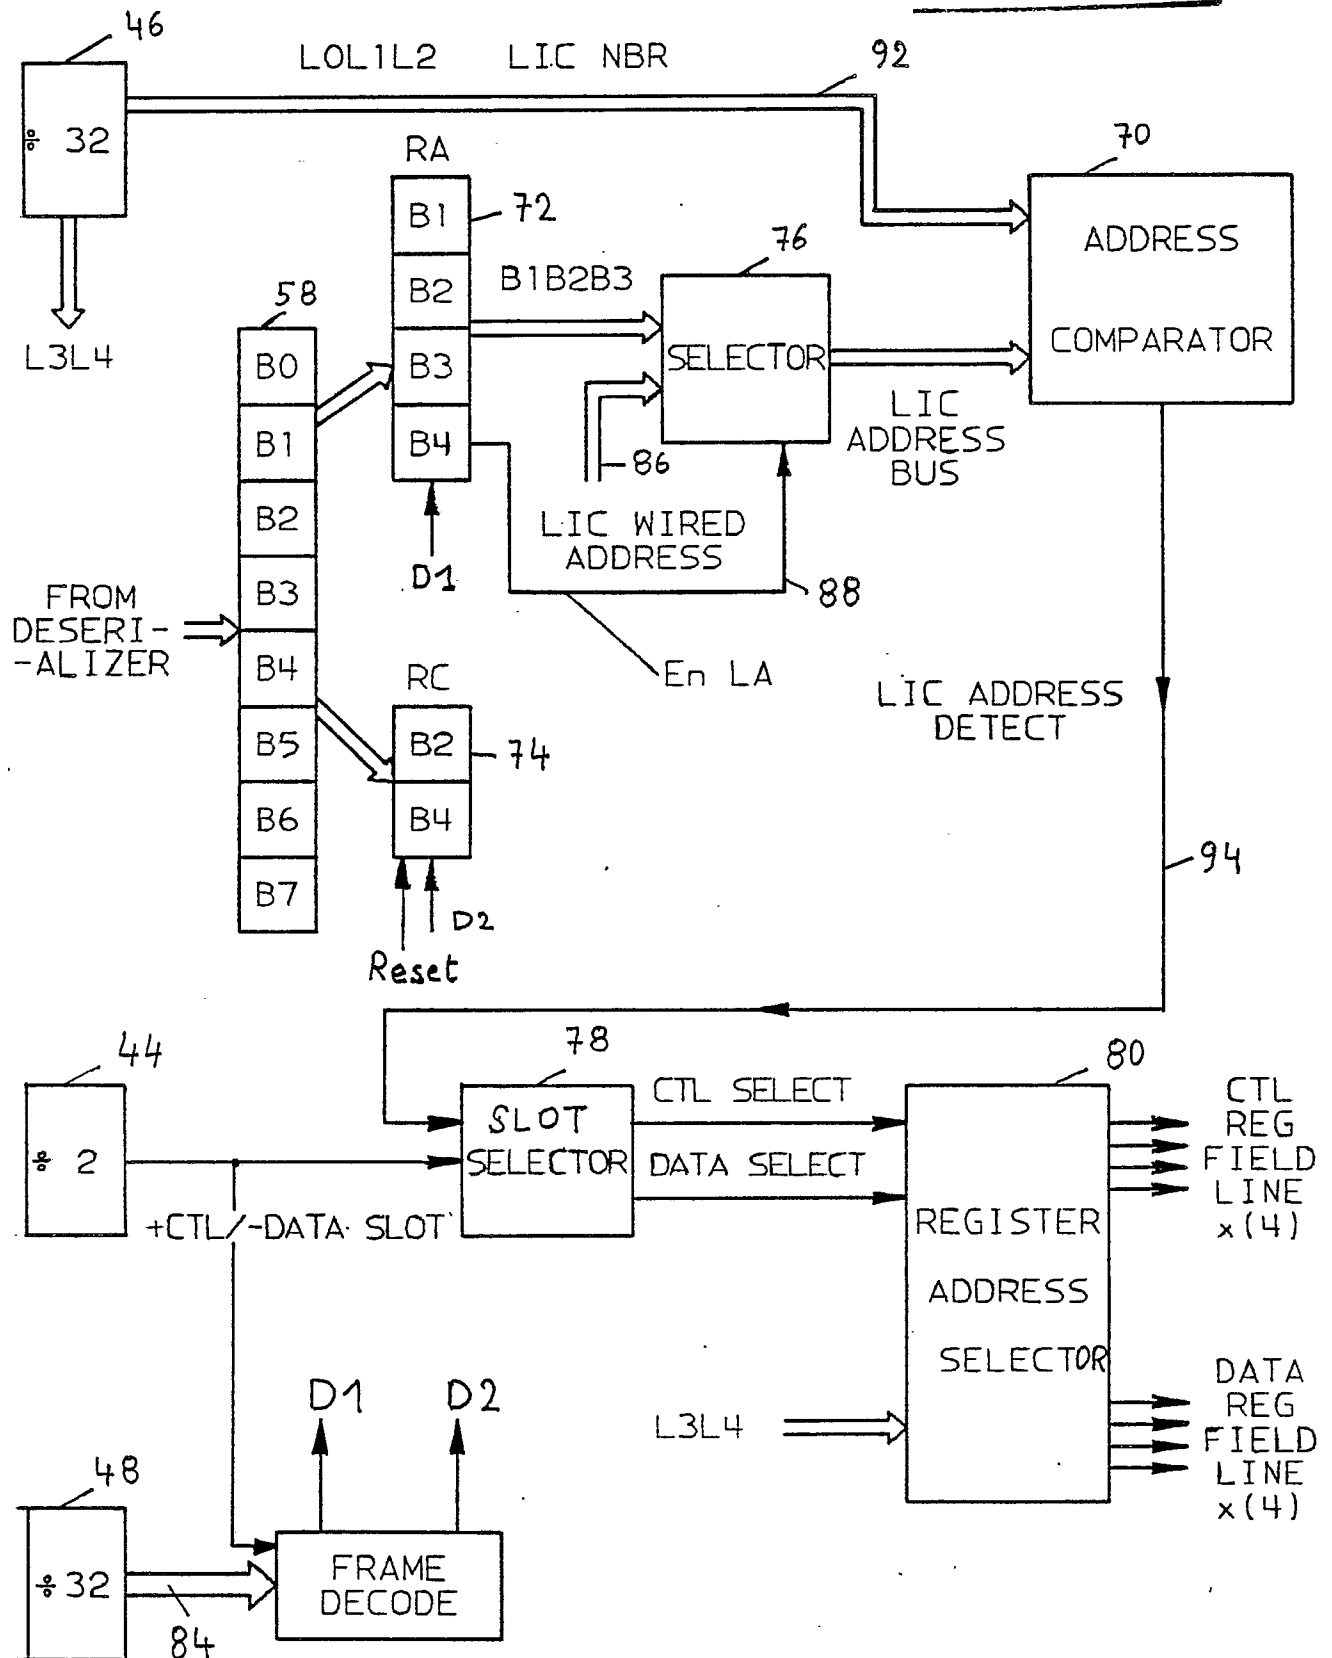 46
L0L1L2 LIC NBR
92
÷ 32
L3L4
RA
B1
B2
B3
B4
72
D1
B1B2B3
76
SELECTOR
86
LIC WIRED
ADDRESS
88
En LA
LIC
ADDRESS
BUS
70
ADDRESS
COMPARATOR
58
B0
B1
B2
B3
B4
B5
B6
B7
FROM
DESERI-
-ALIZER
RC
B2
B4
74
D2
Reset
LIC ADDRESS
DETECT
94
44
÷ 2
+CTL/-DATA SLOT
78
SLOT
SELECTOR
CTL SELECT
DATA SELECT
80
REGISTER
ADDRESS
SELECTOR
L3L4
CTL
REG
FIELD
LINE
x(4)
DATA
REG
FIELD
LINE
x(4)
D1
D2
48
÷ 32
84
FRAME
DECODE